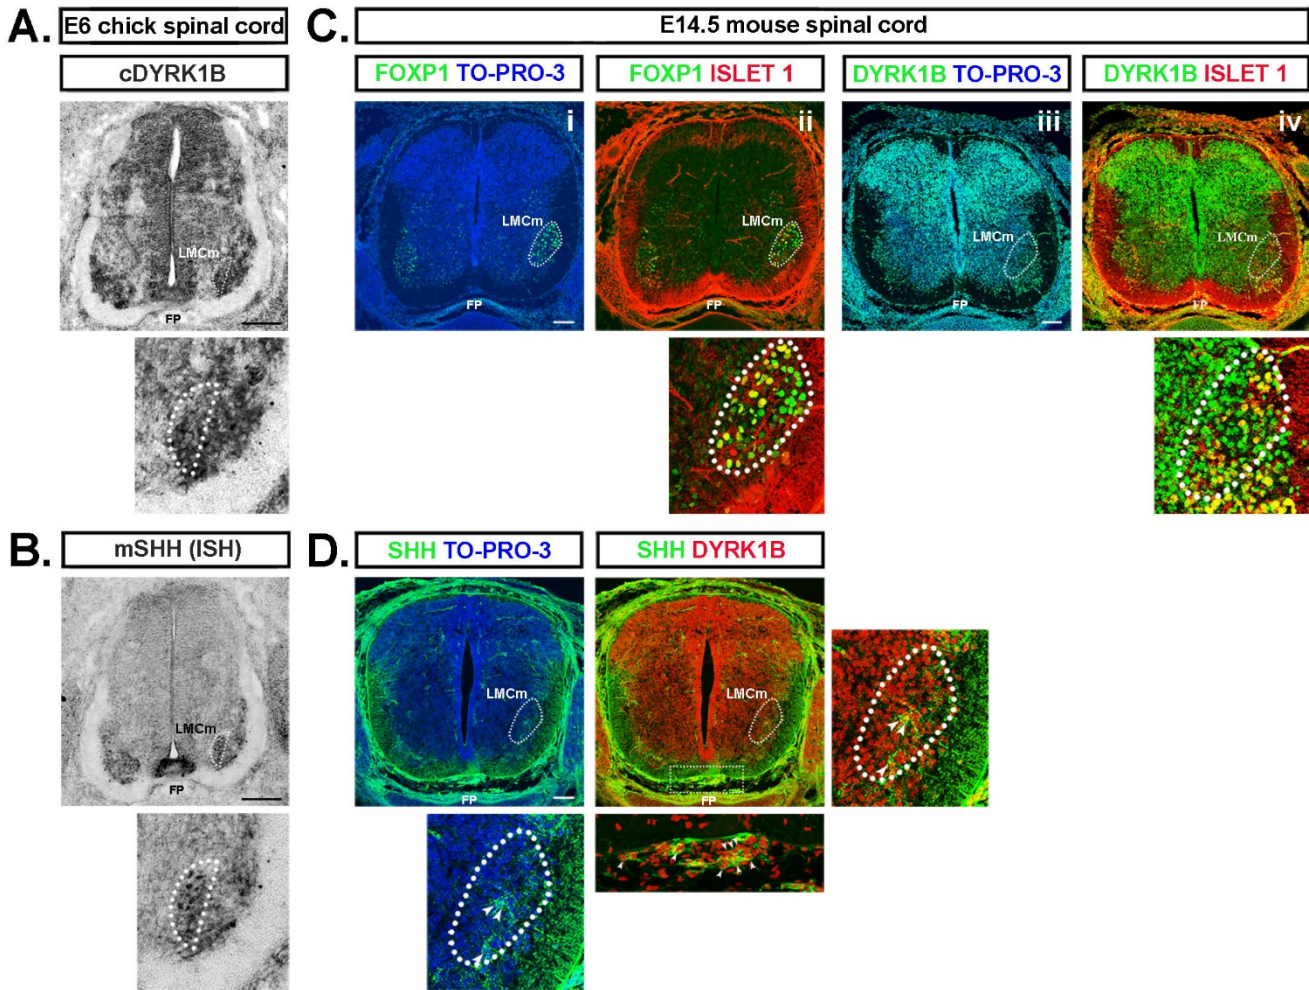 A. E6 chick spinal cord
cDYRK1B
LMCm
FP
C. E14.5 mouse spinal cord
FOXP1 TO-PRO-3
FOXP1 ISLET 1
DYRK1B TO-PRO-3
DYRK1B ISLET 1
i
LMCm
FP
ii
LMCm
FP
iii
LMCm
FP
iv
LMCm
FP
B. mSHH (ISH)
LMCm
FP
D. SHH TO-PRO-3
SHH DYRK1B
LMCm
FP
LMCm
FP